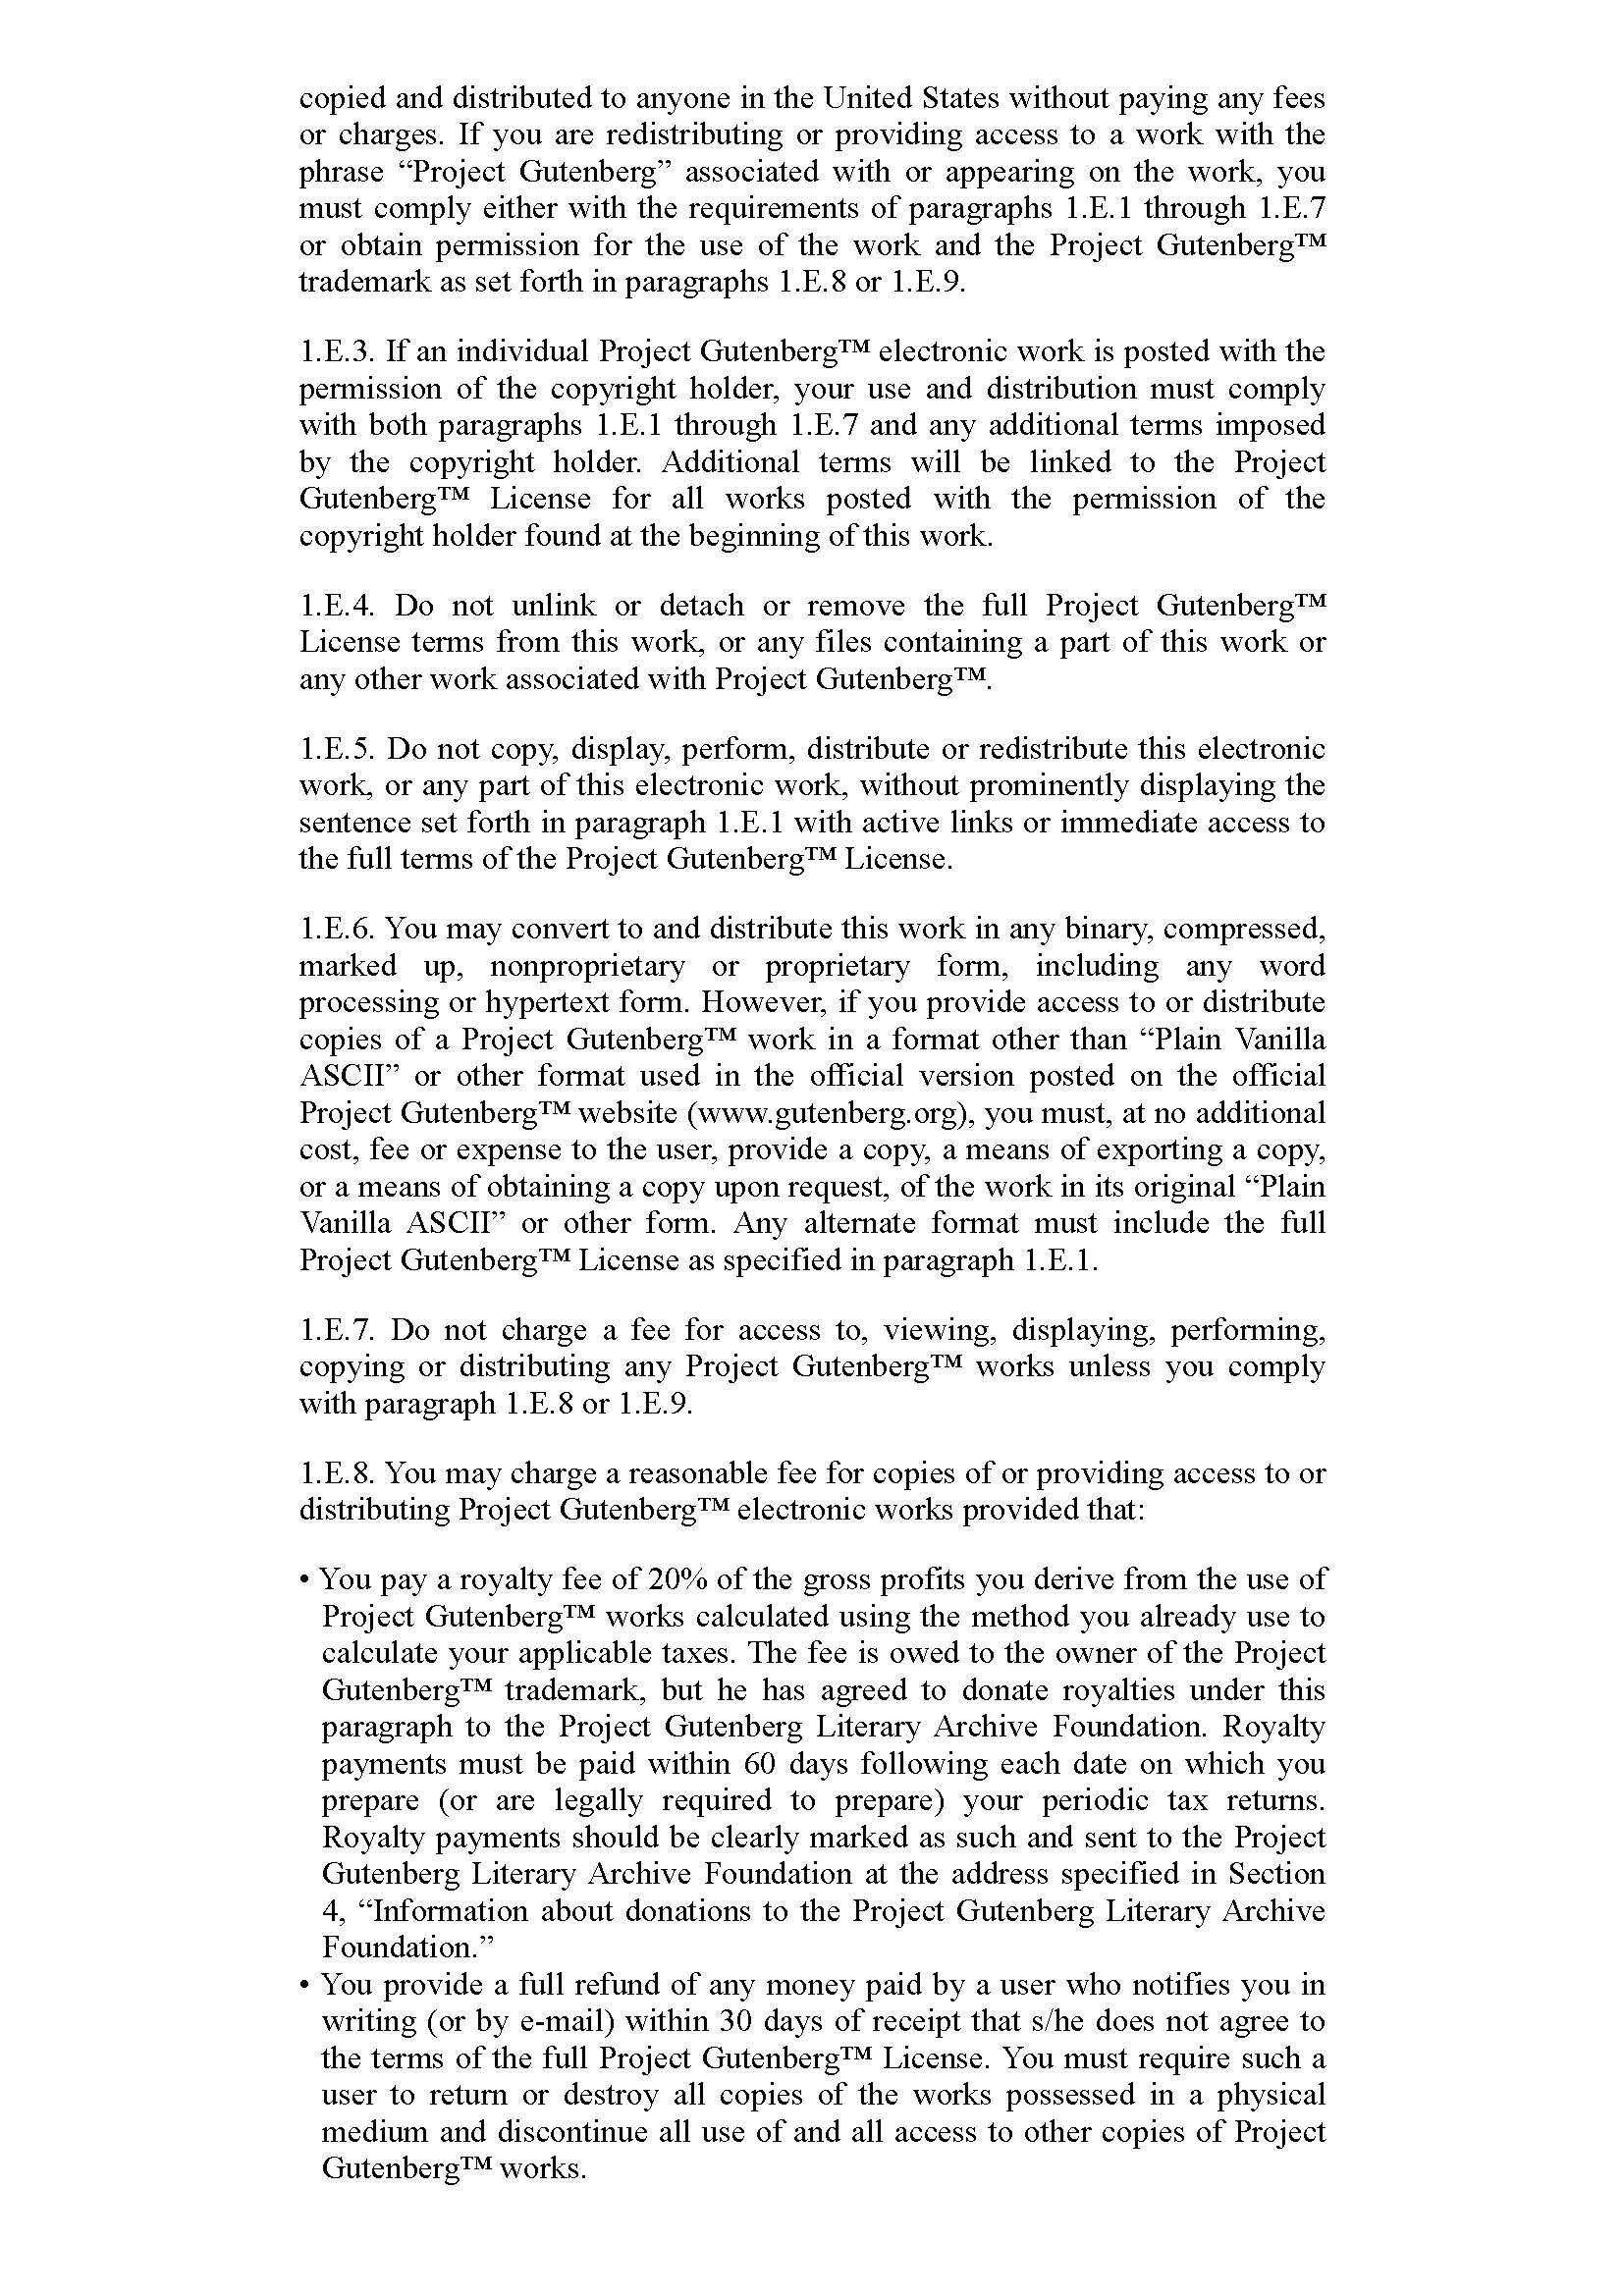 copied and distributed to anyone in the United States without paying any fees
or charges. If you are redistributing or providing access to a work with the
phrase “Project Gutenberg” associated with or appearing on the work, you
must comply either with the requirements of paragraphs 1.E.1 through 1.E.7
or obtain permission for the use of the work and the Project Gutenberg™
trademark as set forth in paragraphs 1.E.8 or 1.E.9.
1.E.3. If an individual Project Gutenberg™ electronic work is posted with the
permission of the copyright holder, your use and distribution must comply
with both paragraphs 1.E.1 through 1.E.7 and any additional terms imposed
by the copyright holder. Additional terms will be linked to the Project
Gutenberg™ License for all works posted with the permission of the
copyright holder found at the beginning of this work.
1.E.4. Do not unlink or detach or remove the full Project Gutenberg™
License terms from this work, or any files containing a part of this work or
any other work associated with Project Gutenberg™.
1.E.5. Do not copy, display, perform, distribute or redistribute this electronic
work, or any part of this electronic work, without prominently displaying the
sentence set forth in paragraph 1.E.1 with active links or immediate access to
the full terms of the Project Gutenberg™ License.
1.E.6. You may convert to and distribute this work in any binary, compressed,
marked up, nonproprietary or proprietary form, including any word
processing or hypertext form. However, if you provide access to or distribute
copies of a Project Gutenberg™ work in a format other than “Plain Vanilla
ASCII” or other format used in the official version posted on the official
Project Gutenberg™ website (www.gutenberg.org), you must, at no additional
cost, fee or expense to the user, provide a copy, a means of exporting a copy,
or a means of obtaining a copy upon request, of the work in its original “Plain
Vanilla ASCII” or other form. Any alternate format must include the full
Project Gutenberg™ License as specified in paragraph 1.E.1.
1.E.7. Do not charge a fee for access to, viewing, displaying, performing,
copying or distributing any Project Gutenberg™ works unless you comply
with paragraph 1.E.8 or 1.E.9.
1.E.8. You may charge a reasonable fee for copies of or providing access to or
distributing Project Gutenberg™ electronic works provided that:
• You pay a royalty fee of 20% of the gross profits you derive from the use of
Project Gutenberg™ works calculated using the method you already use to
calculate your applicable taxes. The fee is owed to the owner of the Project
Gutenberg™ trademark, but he has agreed to donate royalties under this
paragraph to the Project Gutenberg Literary Archive Foundation. Royalty
payments must be paid within 60 days following each date on which you
prepare (or are legally required to prepare) your periodic tax returns.
Royalty payments should be clearly marked as such and sent to the Project
Gutenberg Literary Archive Foundation at the address specified in Section
4, “Information about donations to the Project Gutenberg Literary Archive
Foundation.”
• You provide a full refund of any money paid by a user who notifies you in
writing (or by e-mail) within 30 days of receipt that s/he does not agree to
the terms of the full Project Gutenberg™ License. You must require such a
user to return or destroy all copies of the works possessed in a physical
medium and discontinue all use of and all access to other copies of Project
Gutenberg™ works.